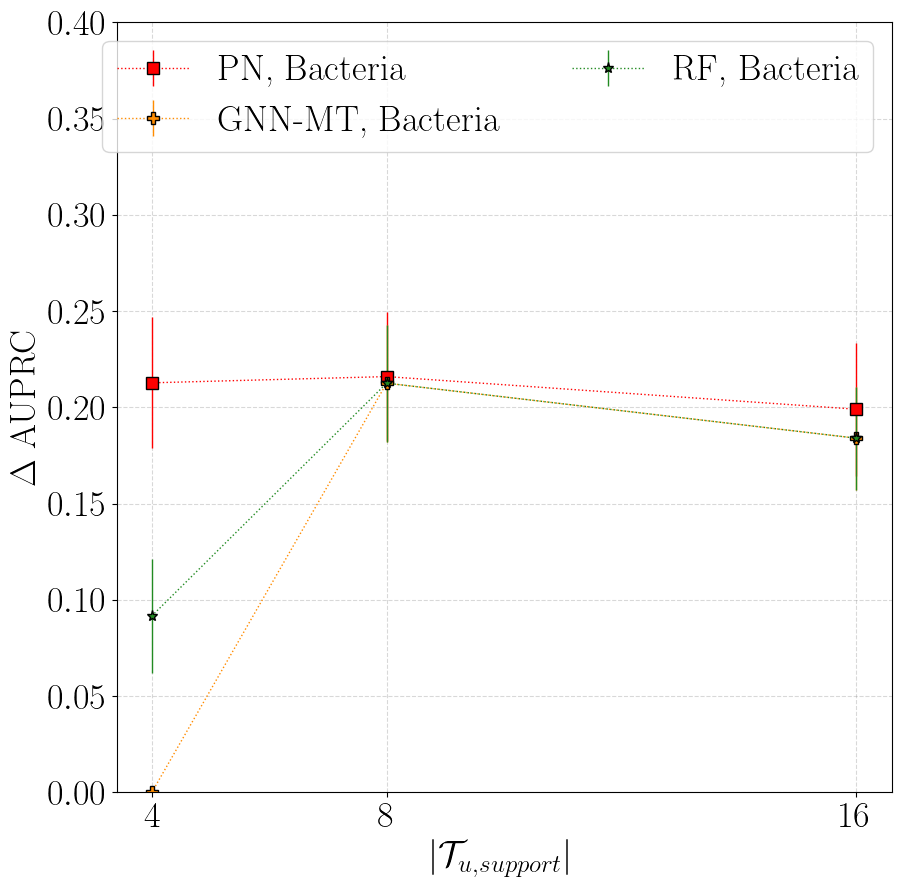 PN, Bacteria
GNN-MT, Bacteria
RF, Bacteria
0.40
0.35
0.30
0.25
0.20
0.15
0.10
0.05
0.00
Δ AUPRC
4 8 16
|𝒯u,support|